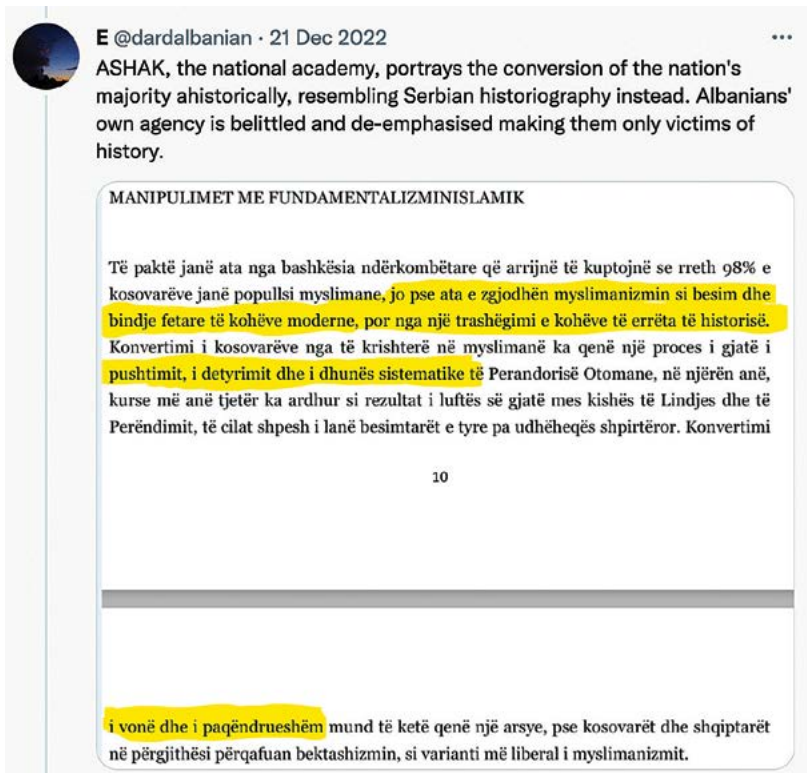 E @dardalbanian · 21 Dec 2022
ASHAK, the national academy, portrays the conversion of the nation's
majority ahistorically, resembling Serbian historiography instead. Albanians'
own agency is belittled and de-emphasised making them only victims of
history.
MANIPULIMET ME FUNDAMENTALIZMINISLAMIK
Të paktë janë ata nga bashkësia ndërkombëtare që arrijnë të kuptojnë se rreth 98% e
kosovarëve janë popullsi myslimane, jo pse ata e zgjodhën myslimanizmin si besim dhe
bindje fetare të kohëve moderne, por nga një trashëgimi e kohëve të errëta të historisë.
Konvertimi i kosovarëve nga të krishterë në myslimanë ka qenë një proces i gjatë i
pushtimit, i detyrimit dhe i dhunës sistematike të Perandorisë Otomane, në njërën anë,
kurse më anë tjetër ka ardhur si rezultat i luftës së gjatë mes kishës të Lindjes dhe të
Perëndimit, të cilat shpesh i lanë besimtarët e tyre pa udhëheqës shpirtëror. Konvertimi
10
i vonë dhe i paqëndrueshëm mund të ketë qenë një arsye, pse kosovarët dhe shqiptarët
në përgjithësi përqafuan bektashizmin, si varianti më liberal i myslimanizmit.